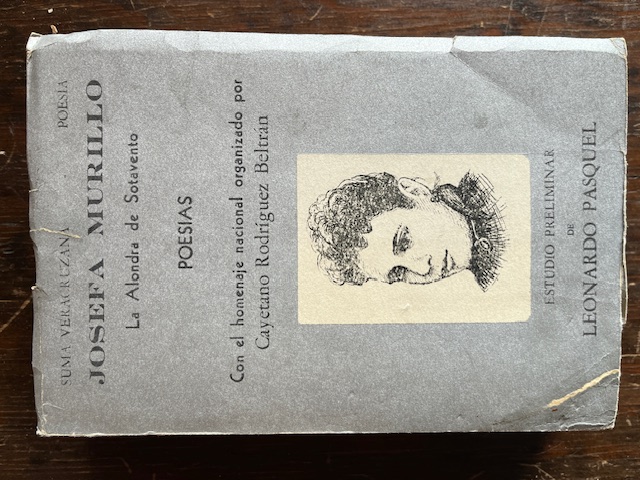 SUMA VERACRUZANA POESIA
JOSEFA MURILLO
La Alondra de Sotavento
POESIAS
Con el homenaje nacional organizado por
Cayetano Rodríguez Beltrán
ESTUDIO PRELIMINAR
DE
LEONARDO PASQUEL